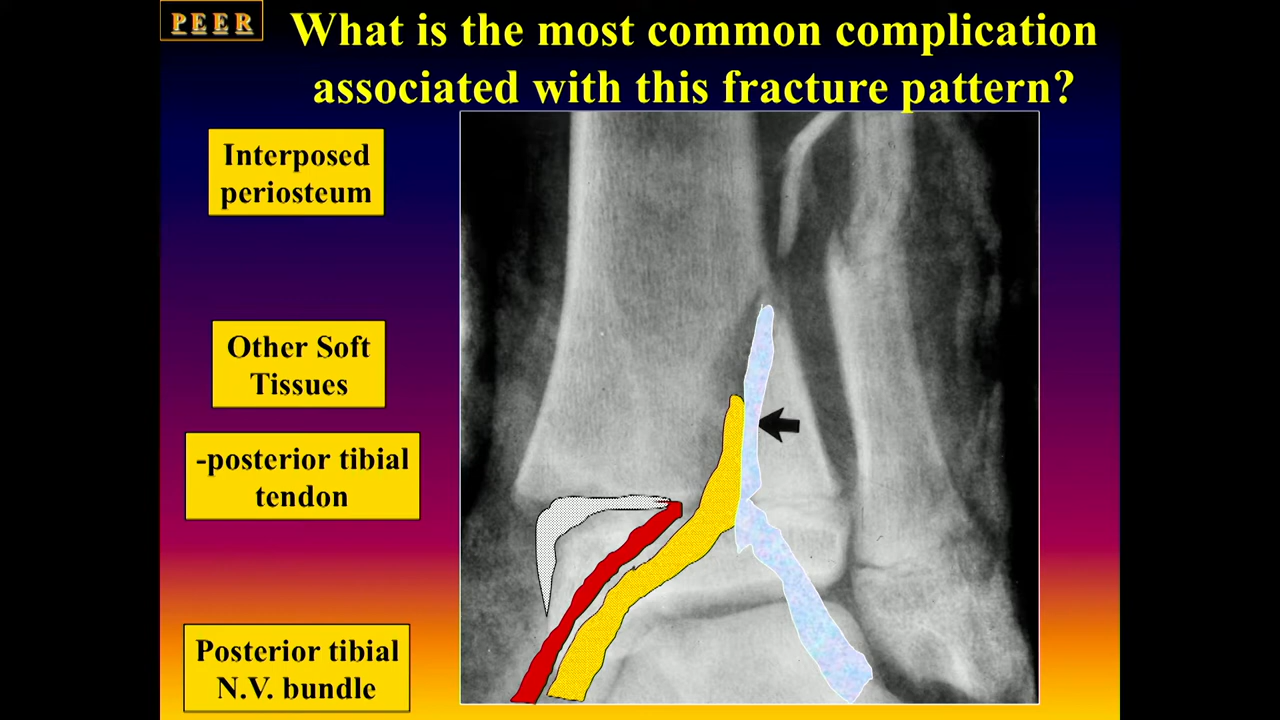 PEER
What is the most common complication
associated with this fracture pattern?
Interposed
periosteum
Other Soft
Tissues
-posterior tibial
tendon
Posterior tibial
N.V. bundle